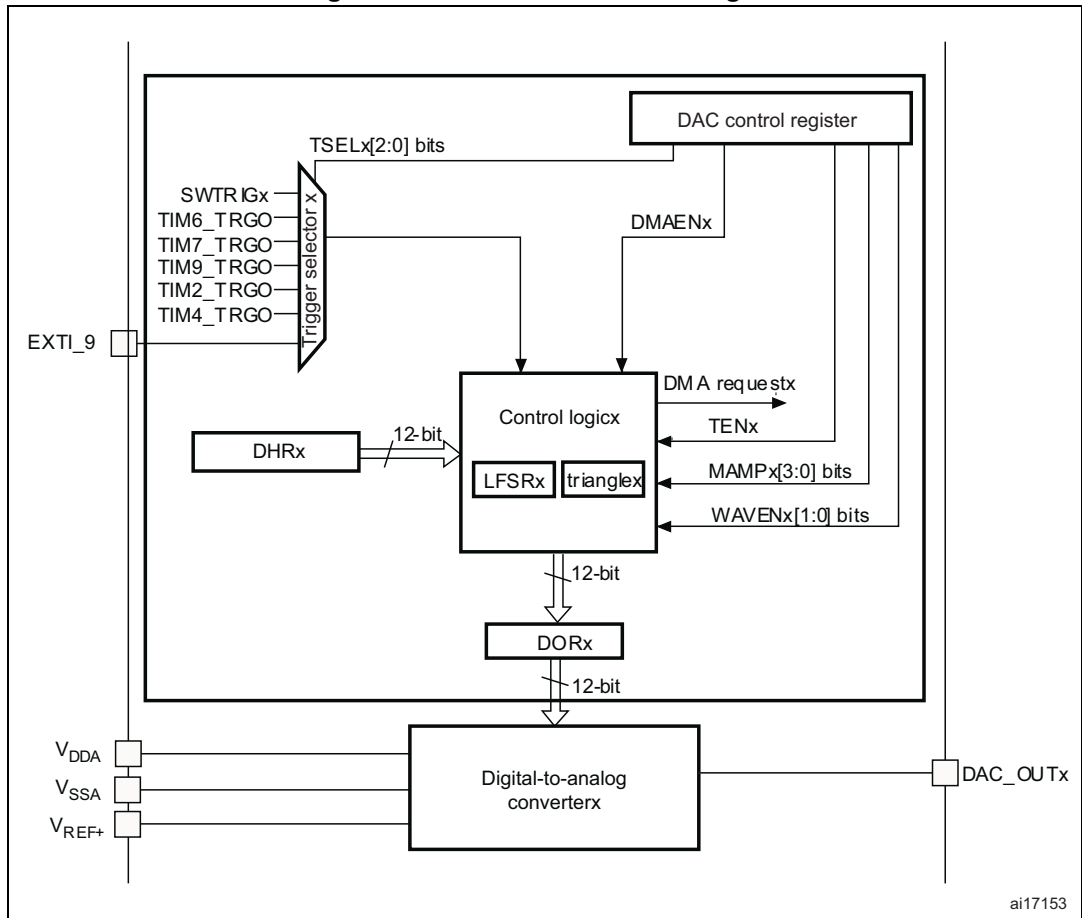 DAC control register
TSELx[2:0] bits
SWTRIGx
TIM6_TRGO
TIM7_TRGO
TIM9_TRGO
TIM2_TRGO
TIM4_TRGO
Trigger selector x
DMAENx
EXTI_9
DMA requestx
Control logicx
TENx
12-bit
DHRx
LFSRx
trianglex
MAMPx[3:0] bits
WAVENx[1:0] bits
12-bit
DORx
12-bit
VDDA
VSSA
VREF+
Digital-to-analog
converterx
DAC_OUTx
ai17153